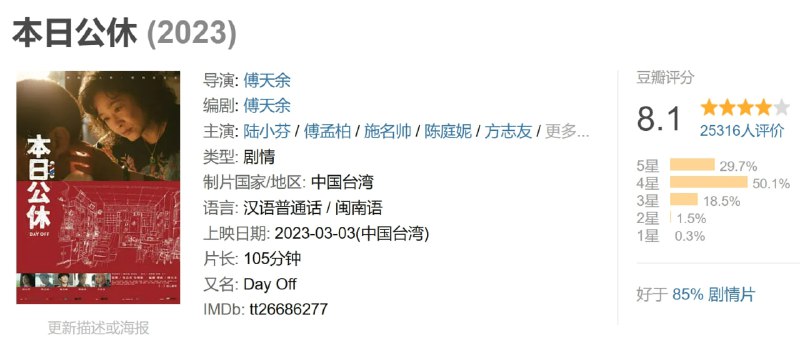 本日公休 (2023)
本日公休
DAY OFF
导演: 傅天余
编剧: 傅天余
主演: 陆小芬 / 傅孟柏 / 施名帅 / 陈庭妮 / 方志友 / 更多...
类型: 剧情
制片国家/地区: 中国台湾
语言: 汉语普通话 / 闽南语
上映日期: 2023-03-03(中国台湾)
片长: 105分钟
又名: Day Off
IMDb: tt26686277
更新描述或海报
豆瓣评分
8.1
25316人评价
5星 29.7%
4星 50.1%
3星 18.5%
2星 1.5%
1星 0.3%
好于 85% 剧情片